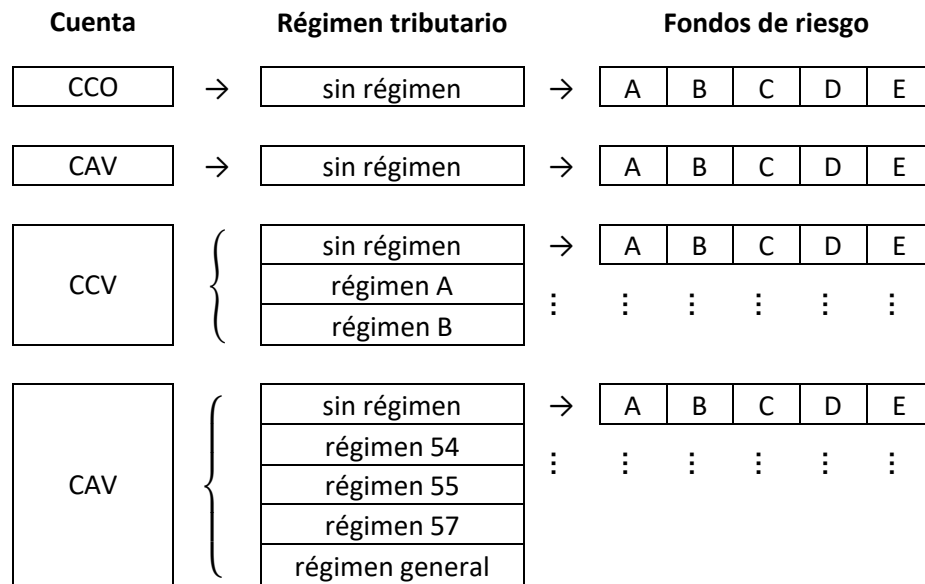 Cuenta Régimen tributario Fondos de riesgo
CCO → sin régimen → A B C D E
CAV → sin régimen → A B C D E
sin régimen → A B C D E
CCV régimen A
régimen B
sin régimen → A B C D E
régimen 54
CAV régimen 55
régimen 57
régimen general